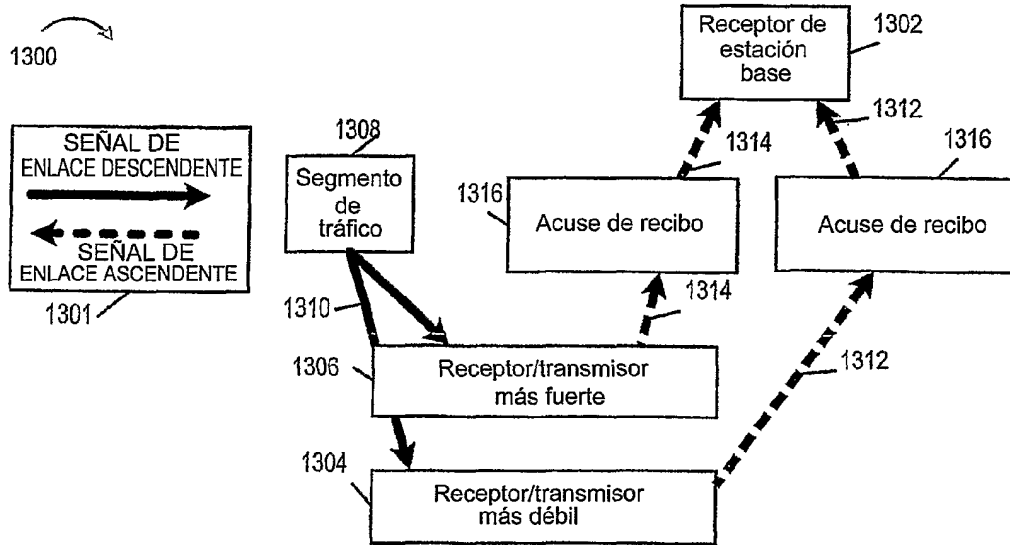 1300
SEÑAL DE
ENLACE DESCENDENTE
SEÑAL DE
ENLACE ASCENDENTE
1301
1308
Segmento
de
tráfico
1310
Receptor de
estación
base
1302
1312
1314
1316
1316
Acuse de recibo
Acuse de recibo
1314
1312
1306
Receptor/transmisor
más fuerte
1304
Receptor/transmisor
más débil